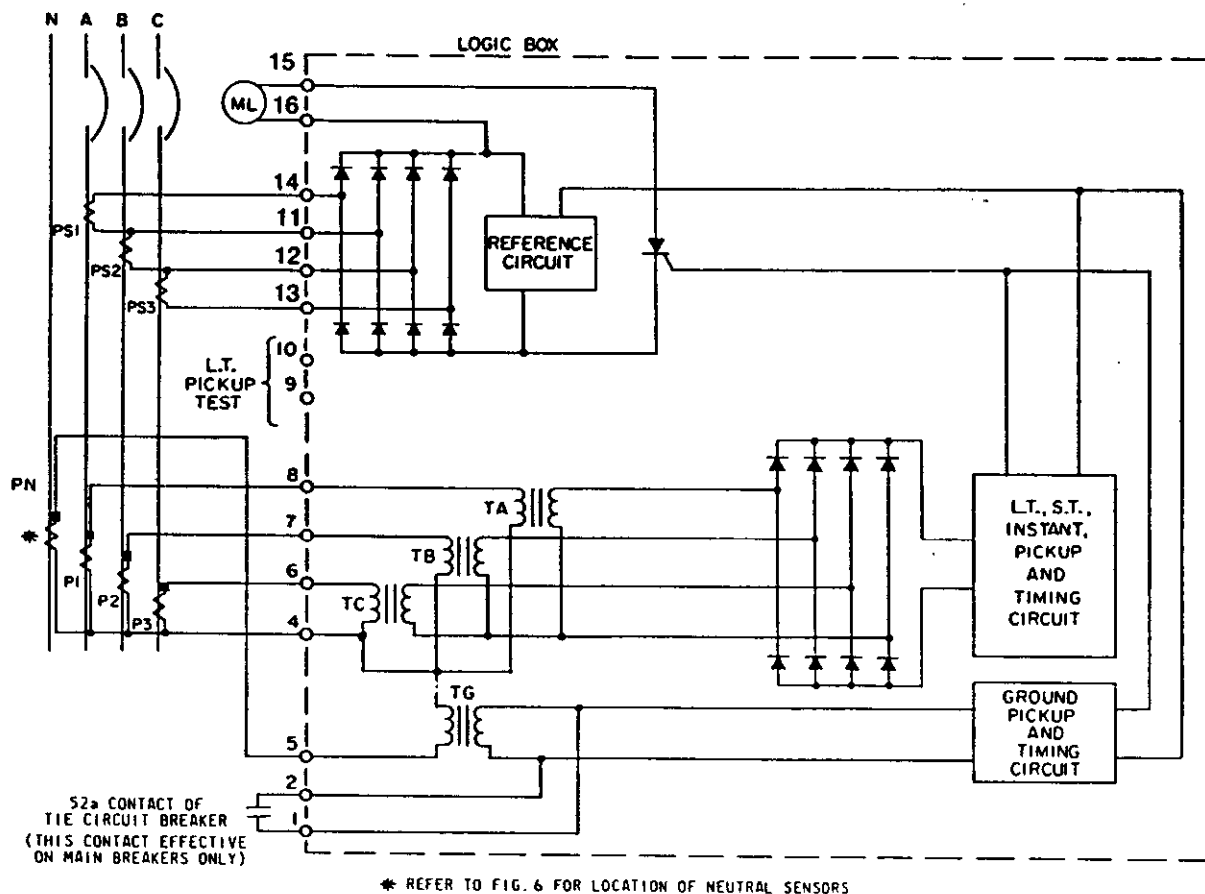 N A B C
LOGIC BOX
15
ML
16
14
PS1
11
REFERENCE
CIRCUIT
PS2
12
PS3
13
10
L.T.
PICKUP
TEST
9
PN
8
TA
*
7
TB
L.T., S.T.,
INSTANT,
PICKUP
AND
TIMING
CIRCUIT
P1
6
P2
TC
P3
4
TG
GROUND
PICKUP
AND
TIMING
CIRCUIT
5
2
52a CONTACT OF
TIE CIRCUIT BREAKER
(THIS CONTACT EFFECTIVE
ON MAIN BREAKERS ONLY)
1
* REFER TO FIG. 6 FOR LOCATION OF NEUTRAL SENSORS